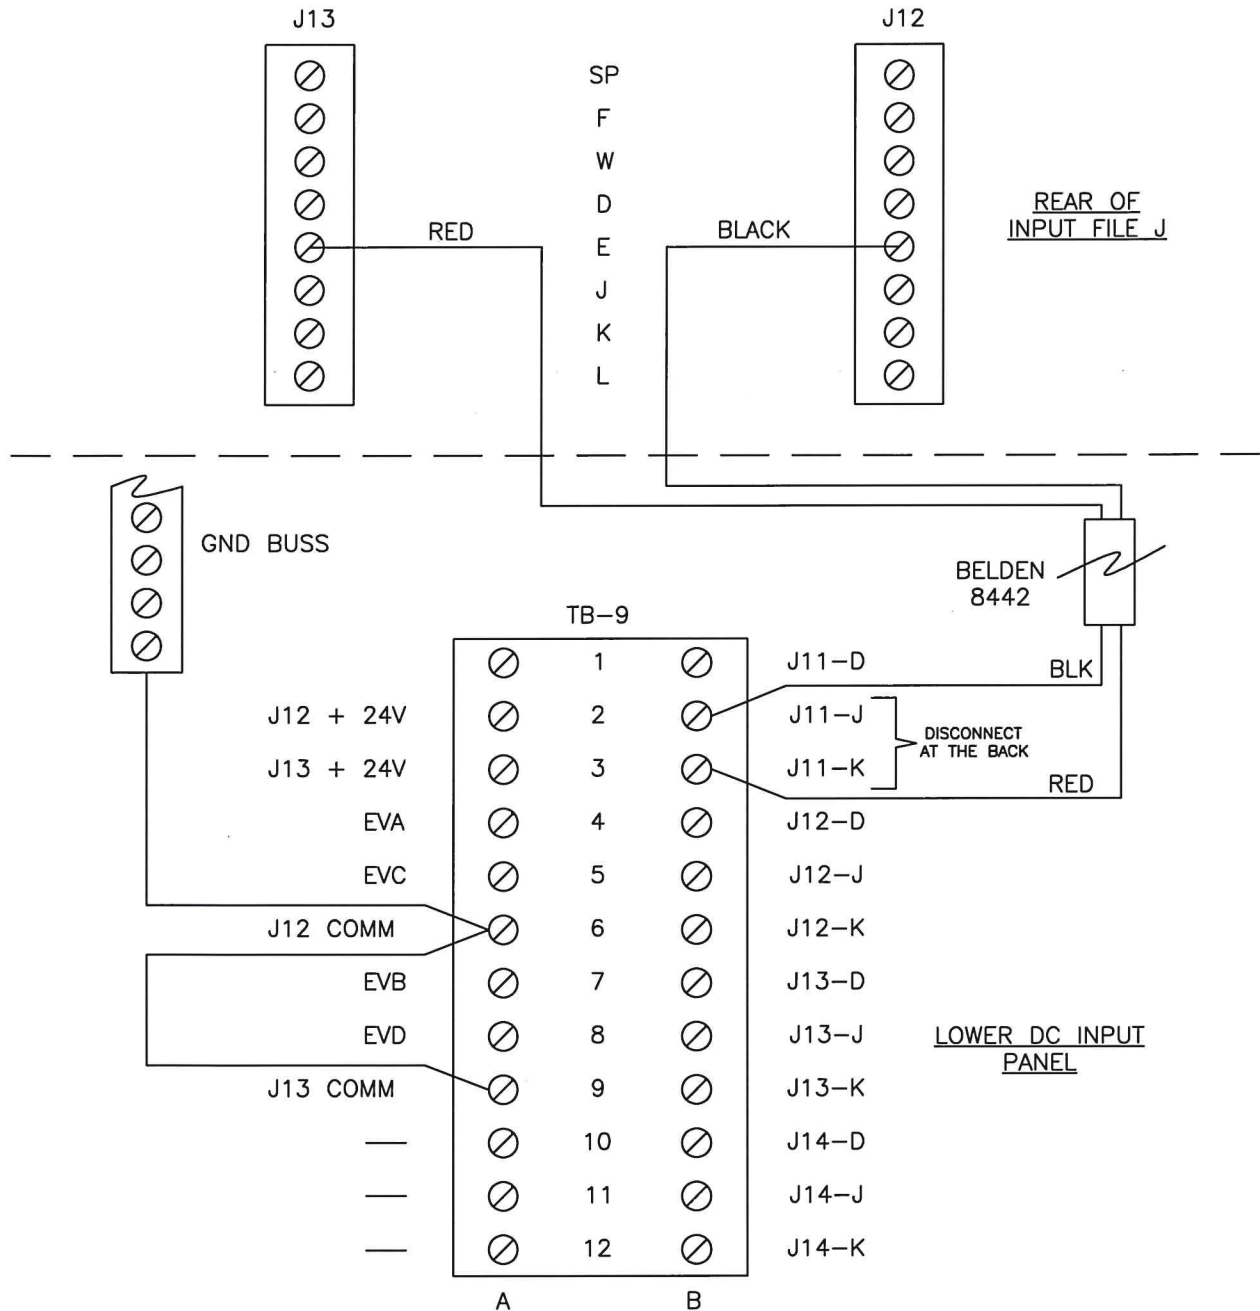 J13
J12
SP
F
W
D
E
J
K
L
RED
BLACK
REAR OF
INPUT FILE J
GND BUSS
BELDEN
8442
TB-9
1
J11-D
BLK
J12 + 24V
2
J11-J
DISCONNECT
AT THE BACK
J13 + 24V
3
J11-K
RED
EVA
4
J12-D
EVC
5
J12-J
J12 COMM
6
J12-K
EVB
7
J13-D
EVD
8
J13-J
LOWER DC INPUT
PANEL
J13 COMM
9
J13-K
—
10
J14-D
—
11
J14-J
—
12
J14-K
A
B